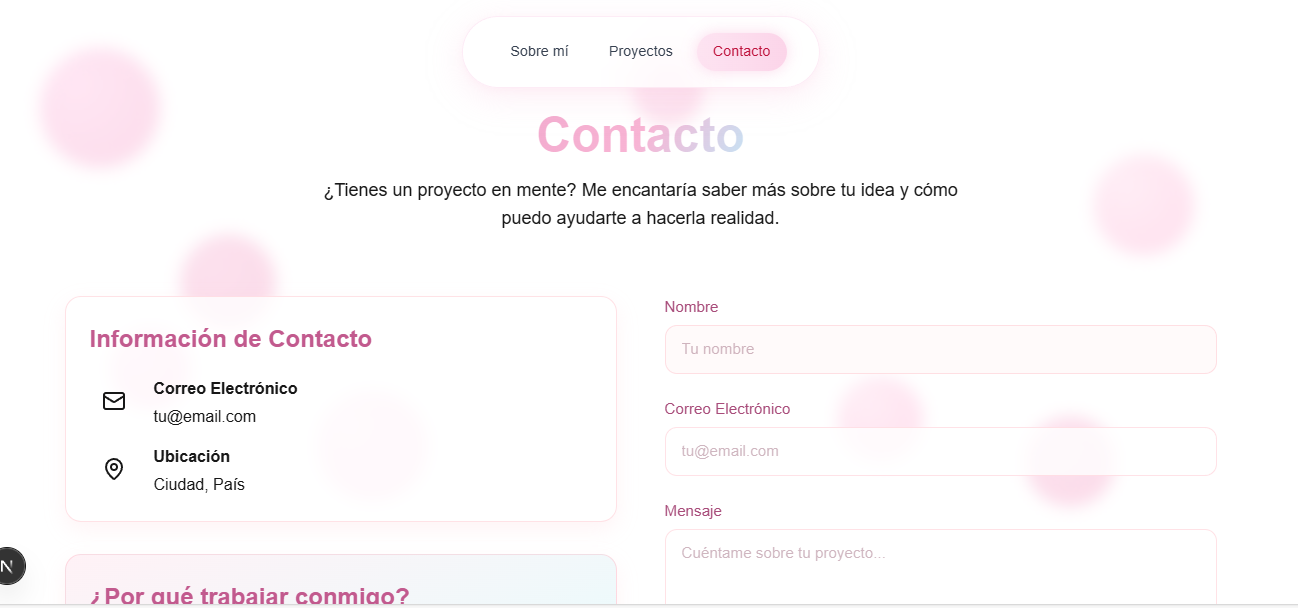 Sobre mí
Proyectos
Contacto
Contacto
¿Tienes un proyecto en mente? Me encantaría saber más sobre tu idea y cómo
puedo ayudarte a hacerla realidad.
Información de Contacto
Correo Electrónico
tu@email.com
Ubicación
Ciudad, País
¿Por qué trabajar conmigo?
Nombre
Tu nombre
Correo Electrónico
tu@email.com
Mensaje
Cuéntame sobre tu proyecto...
N